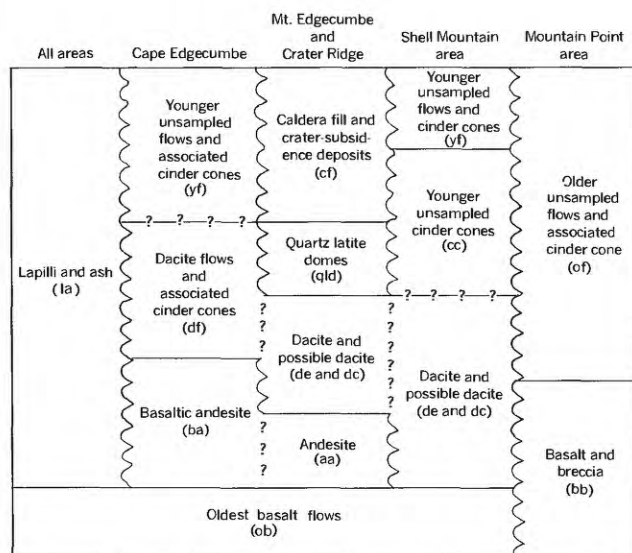 All areas
Cape Edgecumbe
Mt. Edgecumbe
and
Crater Ridge
Shell Mountain
area
Mountain Point
area
Lapilli and ash
(la)
Younger
unsampled
flows and
associated
cinder cones
(yf)
? ? ? ?
Dacite flows
and
associated
cinder cones
(df)
Basaltic andesite
(ba)
Caldera fill and
crater-subsid-
ence deposits
(cf)
Quartz latite
domes
(qld)
?
?
?
?
Dacite and
possible dacite
(de and dc)
?
?
?
?
Andesite
(aa)
Younger
unsampled
flows and
cinder cones
(yf)
Younger
unsampled
cinder cones
(cc)
? ? ? ?
?
?
?
?
?
?
?
Dacite and
possible dacite
(de and dc)
Older
unsampled
flows and
associated
cinder cone
(of)
Basalt and
breccia
(bb)
Oldest basalt flows
(ob)